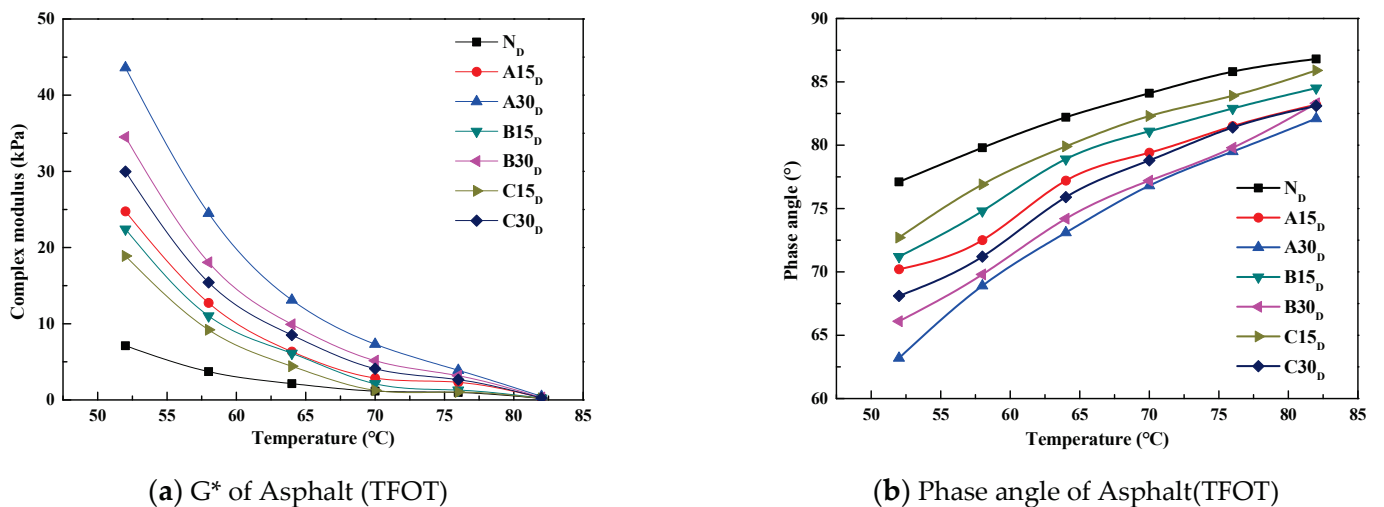 50
40
30
20
10
0
Complex modulus (kPa)
50 55 60 65 70 75 80 85
Temperature (°C)
N_D
A15_D
A30_D
B15_D
B30_D
C15_D
C30_D
(a) G* of Asphalt (TFOT)
90
85
80
75
70
65
60
Phase angle (°)
50 55 60 65 70 75 80 85
Temperature (°C)
N_D
A15_D
A30_D
B15_D
B30_D
C15_D
C30_D
(b) Phase angle of Asphalt(TFOT)